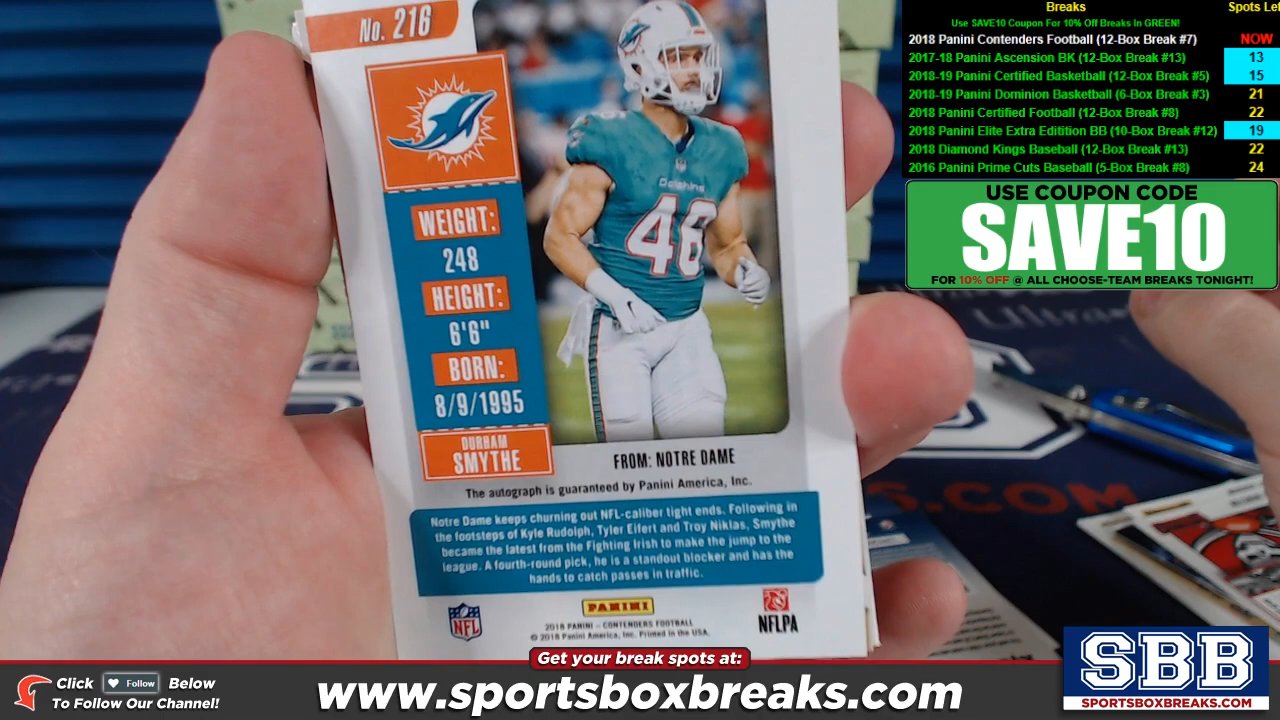 No. 216
WEIGHT:
248
HEIGHT:
6'6"
BORN:
8/9/1995
DURHAM
SMYTHE
Dolphins
46
FROM: NOTRE DAME
The autograph is guaranteed by Panini America, Inc.
Notre Dame keeps churning out NFL-caliber tight ends. Following in
the footsteps of Kyle Rudolph, Tyler Eifert and Troy Niklas, Smythe
became the latest from the Fighting Irish to make the jump to the
league. A fourth-round pick, he is a standout blocker and has the
hands to catch passes in traffic.
NFL
PANINI
NFLPA
2018 PANINI – CONTENDERS FOOTBALL
© 2018 Panini America, Inc. Printed in the USA.
Breaks Spots Lef
Use SAVE10 Coupon For 10% Off Breaks In GREEN!
2018 Panini Contenders Football (12-Box Break #7) NOW
2017-18 Panini Ascension BK (12-Box Break #13) 13
2018-19 Panini Certified Basketball (12-Box Break #5) 15
2018-19 Panini Dominion Basketball (6-Box Break #3) 21
2018 Panini Certified Football (12-Box Break #8) 22
2018 Panini Elite Extra Edittion BB (10-Box Break #12) 19
2018 Diamond Kings Baseball (12-Box Break #13) 22
2016 Panini Prime Cuts Baseball (5-Box Break #8) 24
USE COUPON CODE
SAVE10
FOR 10% OFF @ ALL CHOOSE-TEAM BREAKS TONIGHT!
S.COM
SBB
SPORTSBOXBREAKS.COM
Get your break spots at:
www.sportsboxbreaks.com
Click Follow Below
To Follow Our Channel!